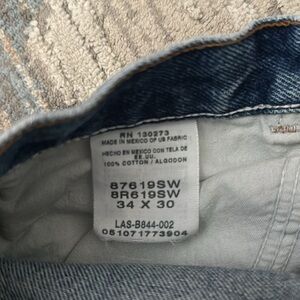 RN 130273
MADE IN MEXICO OF US FABRIC
HECHO EN MEXICO CON TELA DE
EE.UU.
100% COTTON / ALGODON
87619SW
8R619SW
34 X 30
LAS-B844-002
051071773904